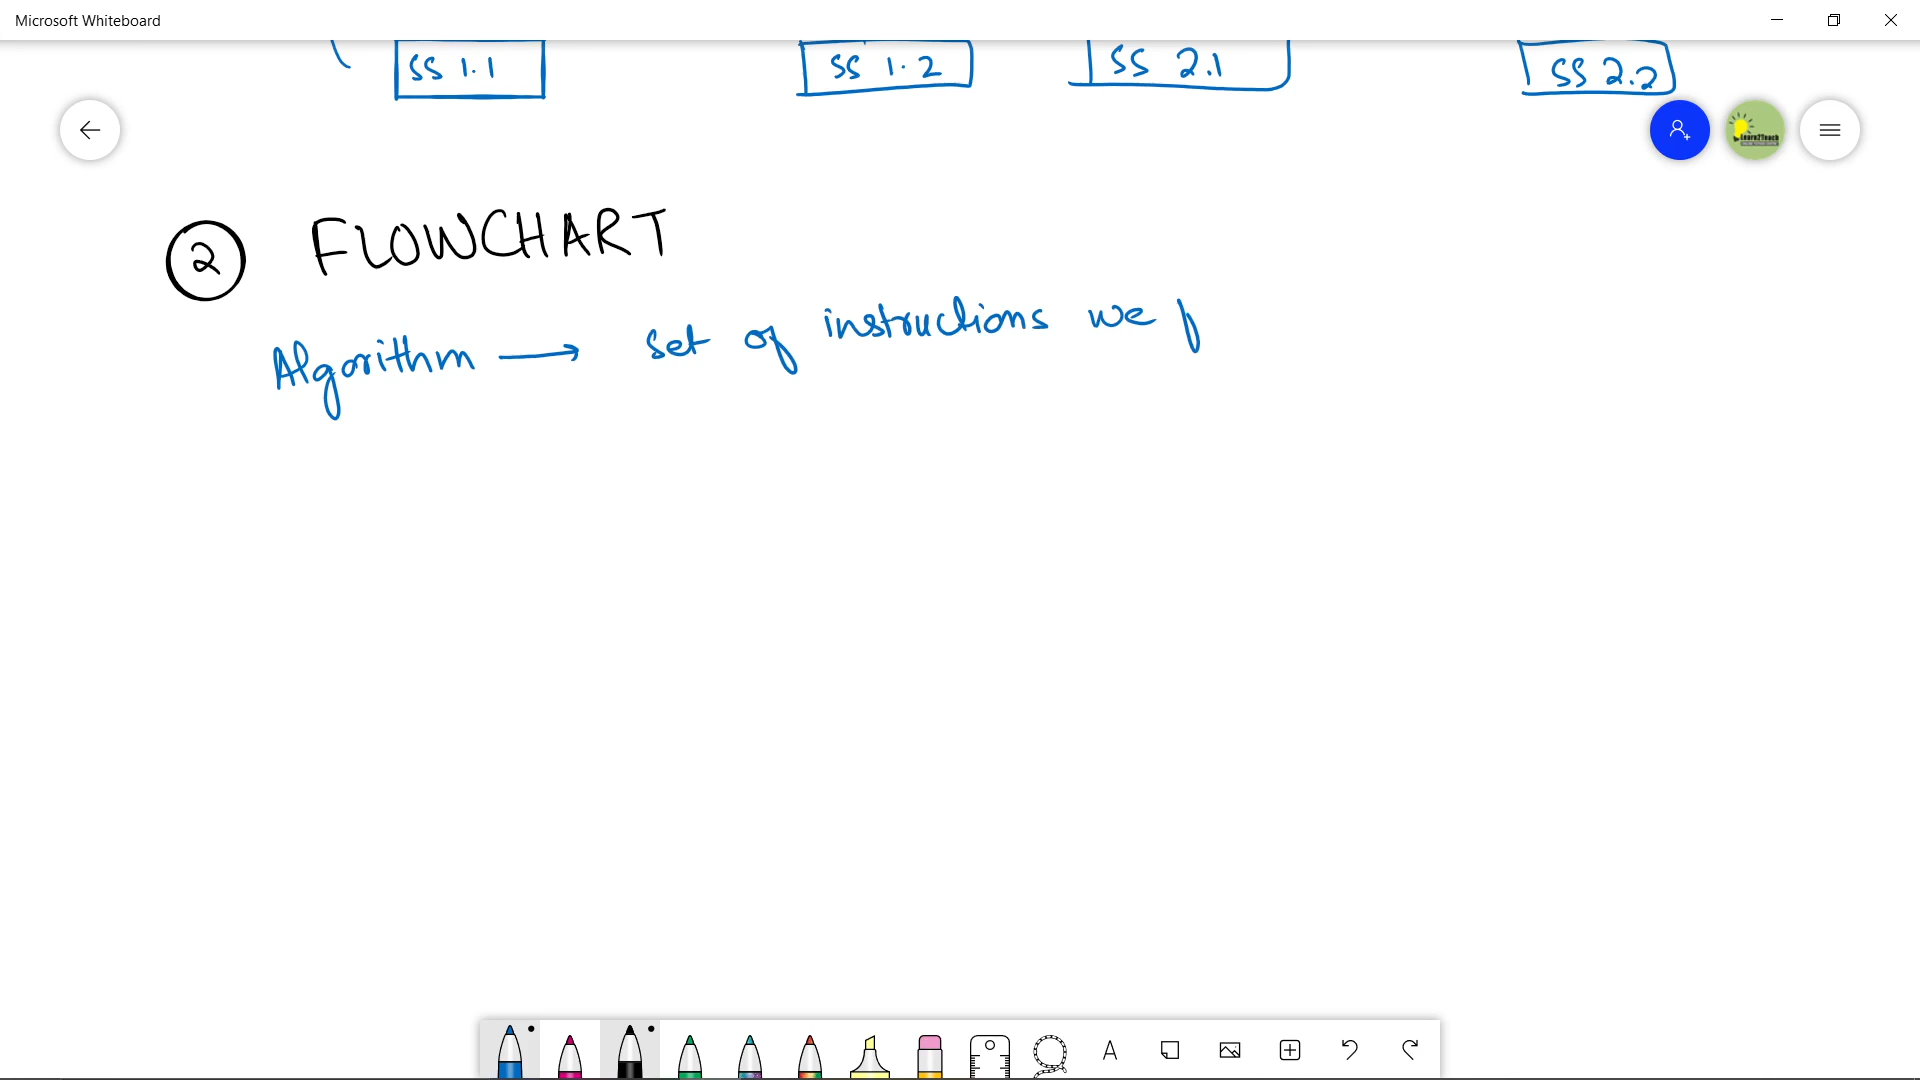 Microsoft Whiteboard
SS 1.1 SS 1.2 SS 2.1 SS 2.2
Learn2Teach
2 FLOWCHART
Algorithm → set of instructions we
A